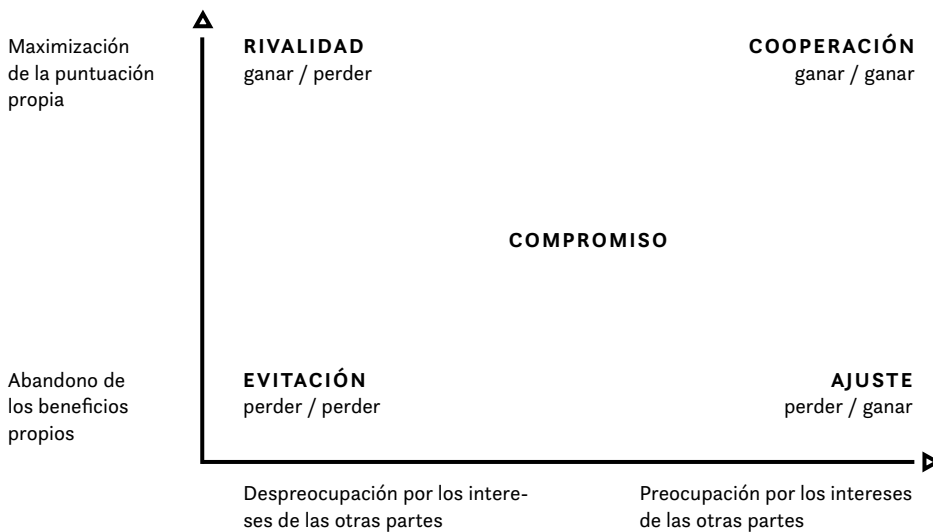 Maximización
de la puntuación
propia
RIVALIDAD
ganar / perder
COOPERACIÓN
ganar / ganar
COMPROMISO
Abandono de
los beneficios
propios
EVITACIÓN
perder / perder
AJUSTE
perder / ganar
Despreocupación por los intere-
ses de las otras partes
Preocupación por los intereses
de las otras partes